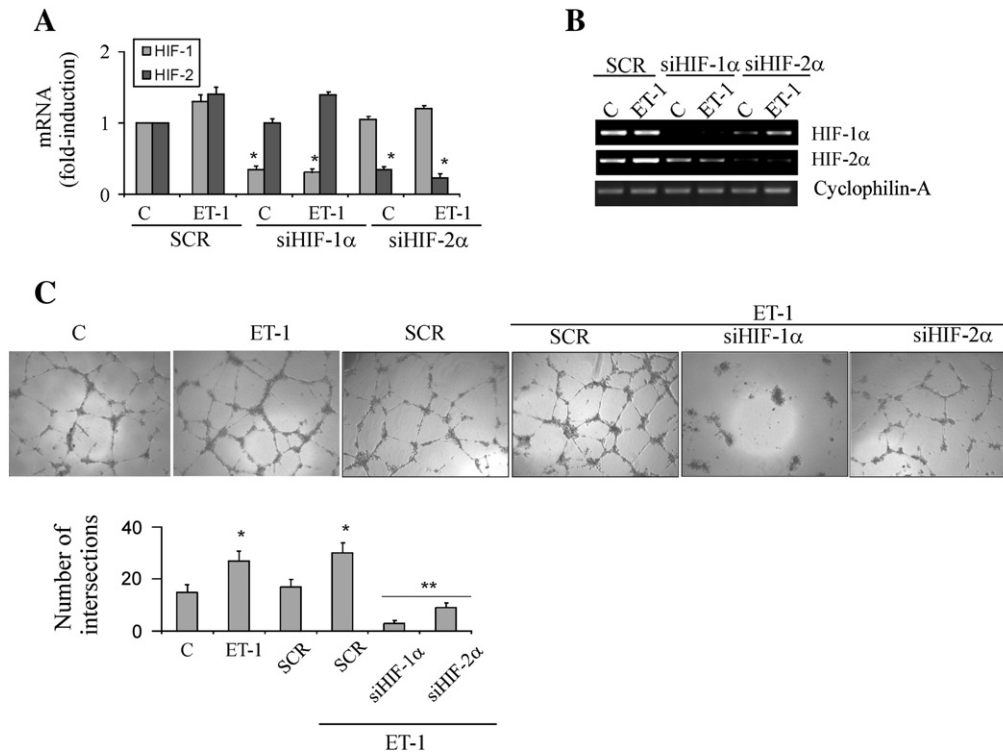 A
HIF-1
HIF-2
mRNA
(fold-induction)
2
1
0
C ET-1 C ET-1 C ET-1
SCR siHIF-1α siHIF-2α
* * * *
B
SCR siHIF-1α siHIF-2α
C ET-1 C ET-1 C ET-1
HIF-1α
HIF-2α
Cyclophilin-A
C
ET-1
C ET-1 SCR SCR siHIF-1α siHIF-2α
Number of
intersections
40
20
0
* * **
C ET-1 SCR SCR siHIF-1α siHIF-2α
ET-1